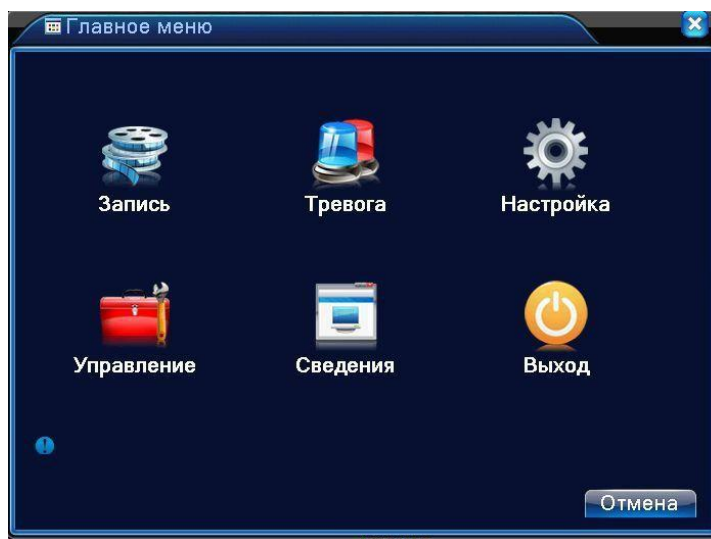 Главное меню
Запись
Тревога
Настройка
Управление
Сведения
Выход
Отмена